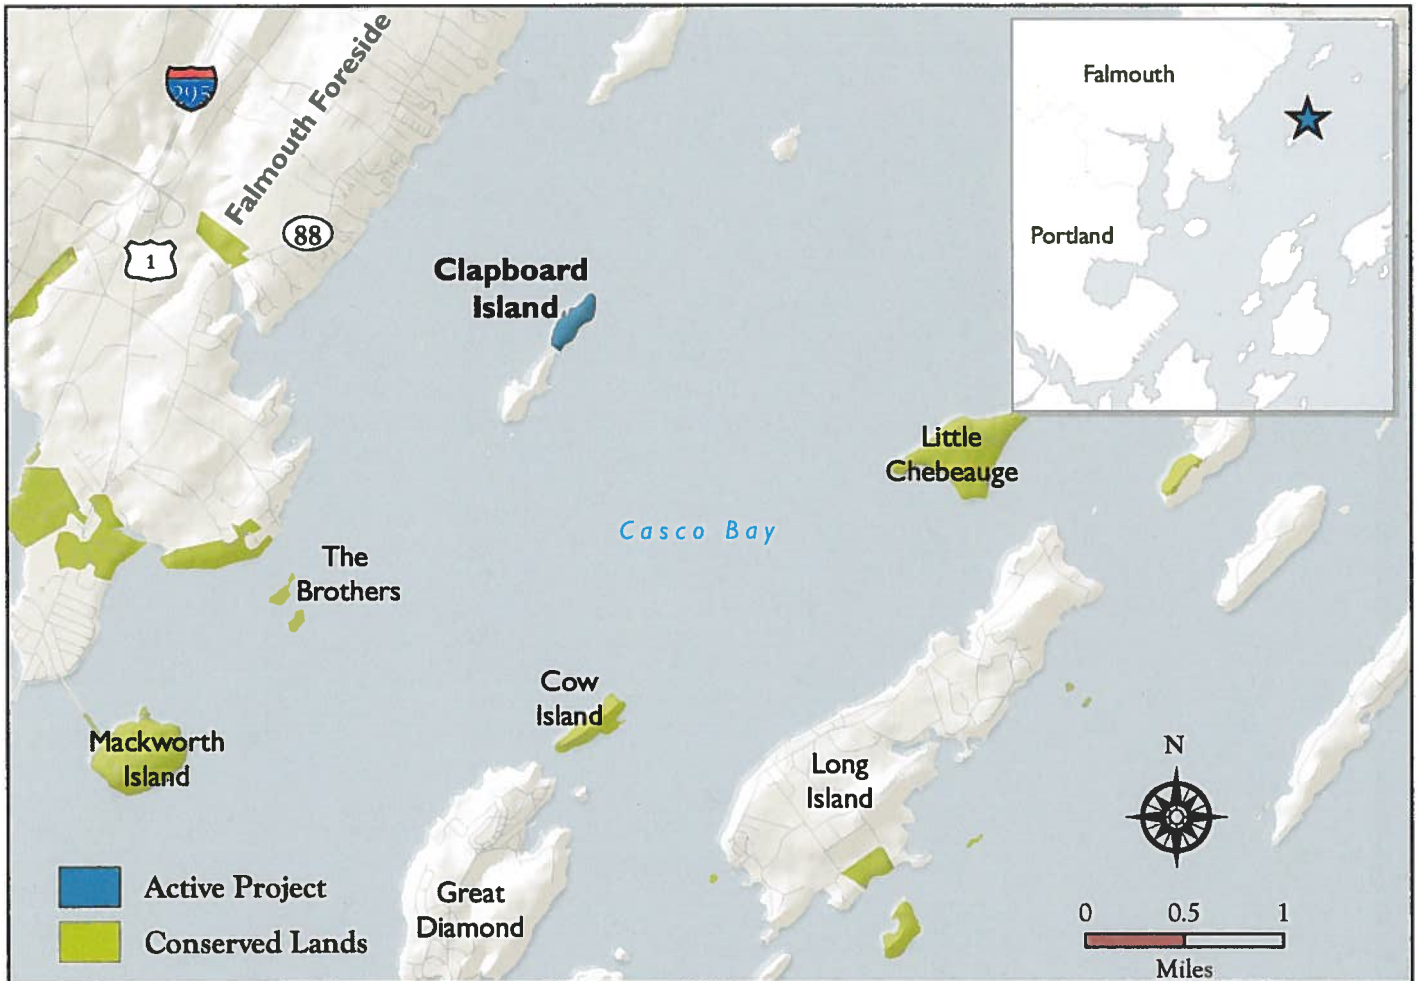 Falmouth Foreside
295
88
1
Clapboard
Island
Falmouth
Portland
Little
Chebeauge
Casco Bay
The
Brothers
Cow
Island
Mackworth
Island
Long
Island
Great
Diamond
N
Active Project
Conserved Lands
0 0.5 1
Miles